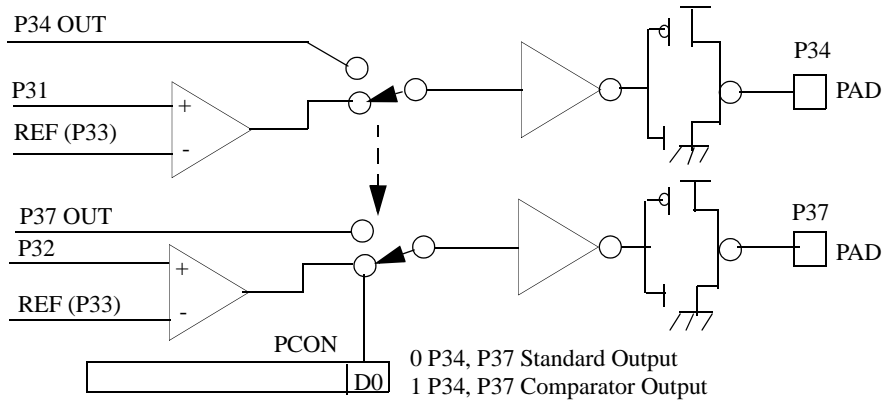 P34 OUT
P31
+
REF (P33)
-
P34
PAD
P37 OUT
P32
+
REF (P33)
-
P37
PAD
PCON
D0
0 P34, P37 Standard Output
1 P34, P37 Comparator Output